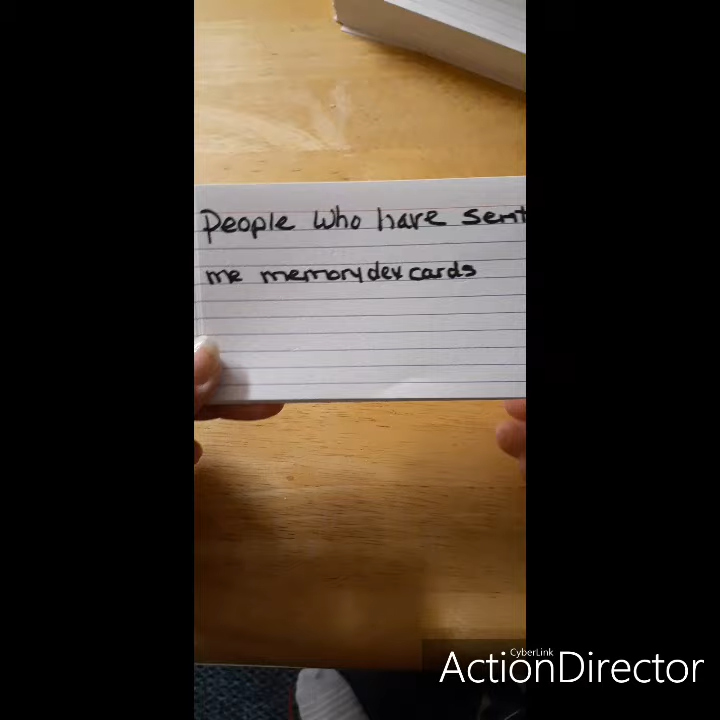 People who have sent
me memorydex cards
CyberLink
ActionDirector